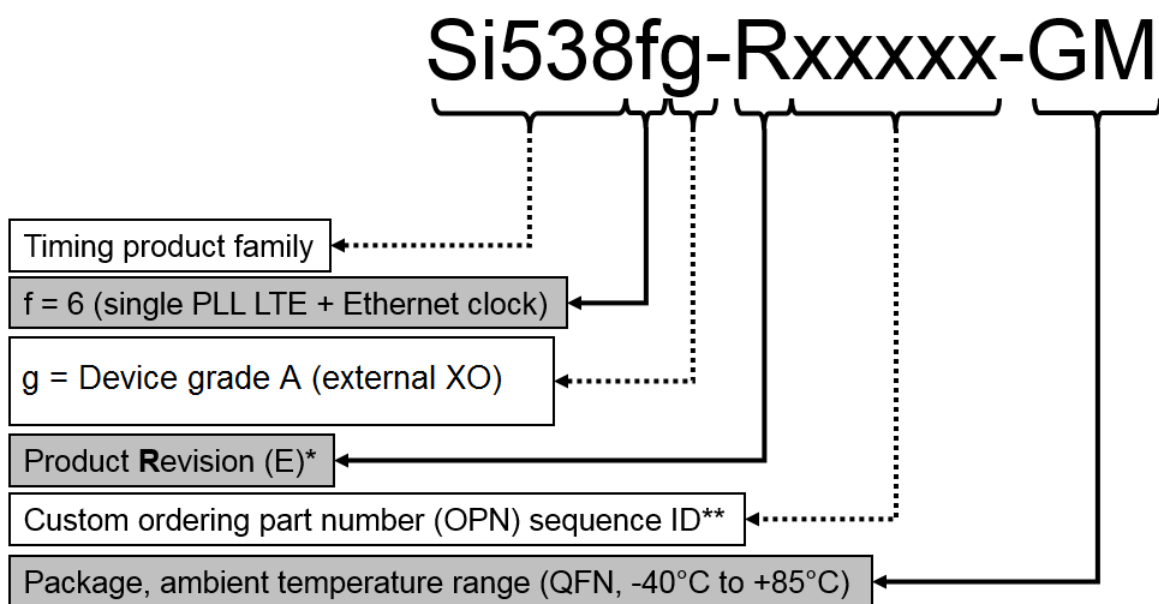 Si538fg-Rxxxxx-GM
Timing product family
f = 6 (single PLL LTE + Ethernet clock)
g = Device grade A (external XO)
Product Revision (E)*
Custom ordering part number (OPN) sequence ID**
Package, ambient temperature range (QFN, -40°C to +85°C)